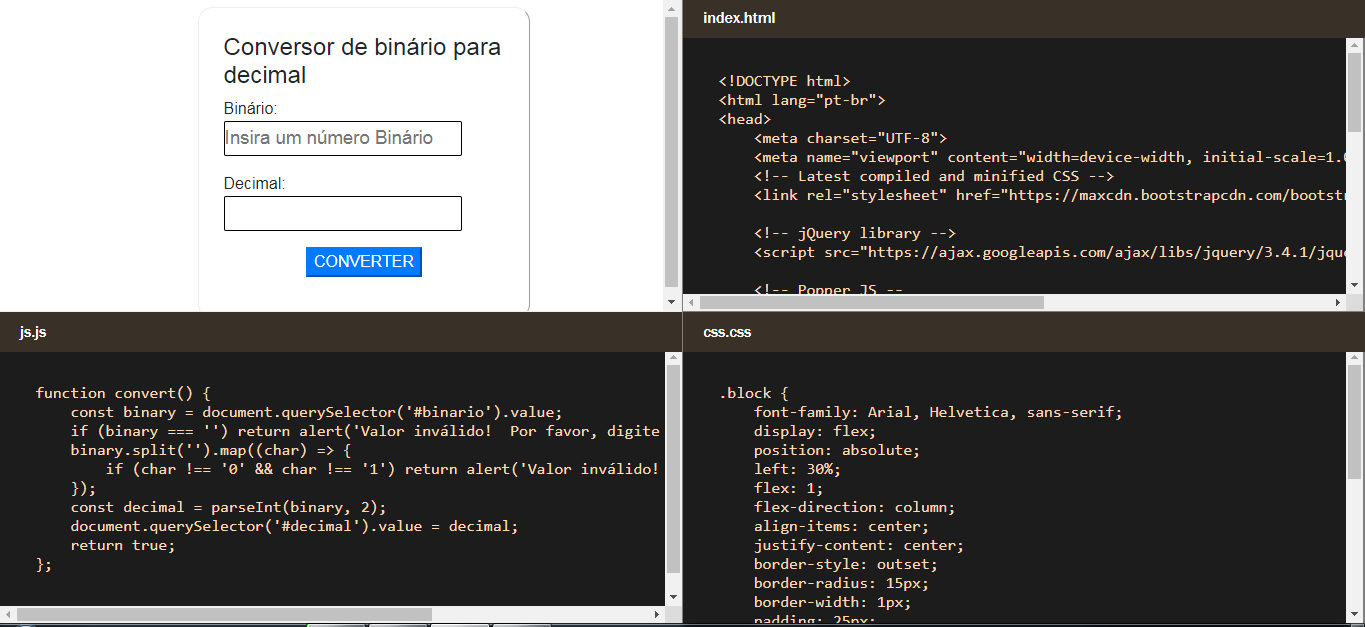 Conversor de binário para
decimal
Binário:
Insira um número Binário
Decimal:
CONVERTER
index.html
<!DOCTYPE html>
<html lang="pt-br">
<head>
    <meta charset="UTF-8">
    <meta name="viewport" content="width=device-width, initial-scale=1.0
    <!-- Latest compiled and minified CSS -->
    <link rel="stylesheet" href="https://maxcdn.bootstrapcdn.com/bootst
    <!-- jQuery library -->
    <script src="https://ajax.googleapis.com/ajax/libs/jquery/3.4.1/jque
    <!-- Popper JS --
js.js
function convert() {
    const binary = document.querySelector('#binario').value;
    if (binary === '') return alert('Valor inválido!  Por favor, digite
    binary.split('').map((char) => {
        if (char !== '0' && char !== '1') return alert('Valor inválido!
    });
    const decimal = parseInt(binary, 2);
    document.querySelector('#decimal').value = decimal;
    return true;
};
css.css
.block {
    font-family: Arial, Helvetica, sans-serif;
    display: flex;
    position: absolute;
    left: 30%;
    flex: 1;
    flex-direction: column;
    align-items: center;
    justify-content: center;
    border-style: outset;
    border-radius: 15px;
    border-width: 1px;
    padding: 25px;